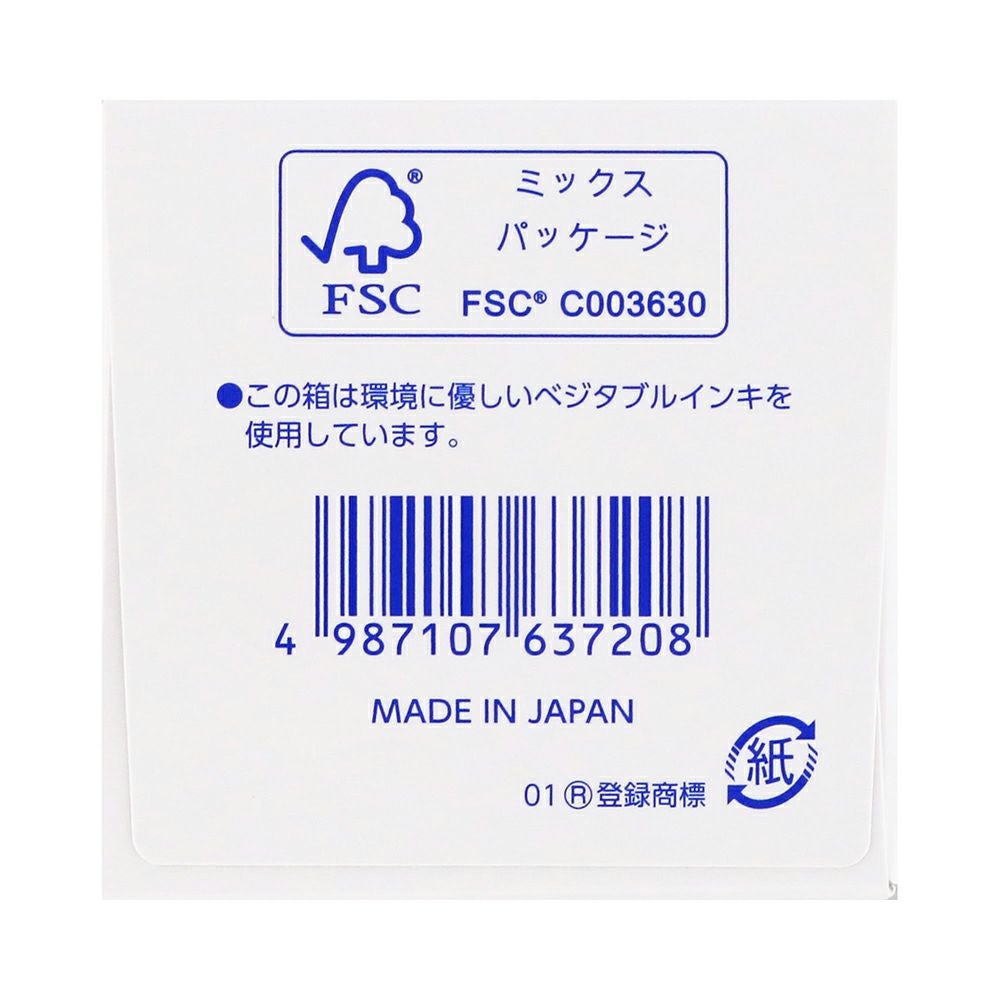 ®
FSC
ミックス
パッケージ
FSC® C003630
●この箱は環境に優しいベジタブルインキを
使用しています。
4 987107 637208
MADE IN JAPAN
01 Ⓡ登録商標
紙